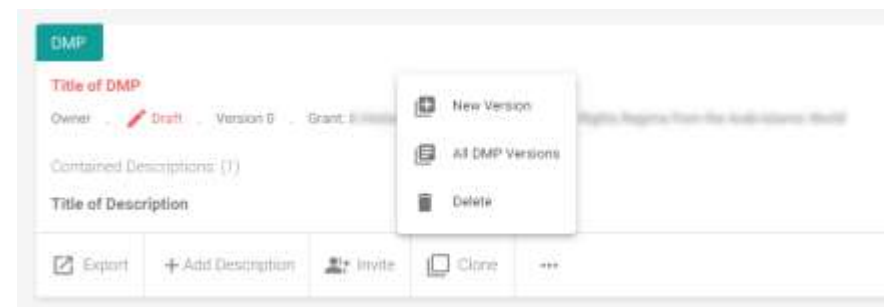 DMP
Title of DMP
Owner . Draft . Version 0 . Grant:
Contained Descriptions: (1)
Title of Description
New Version
All DMP Versions
Delete
Export + Add Description Invite Clone ...